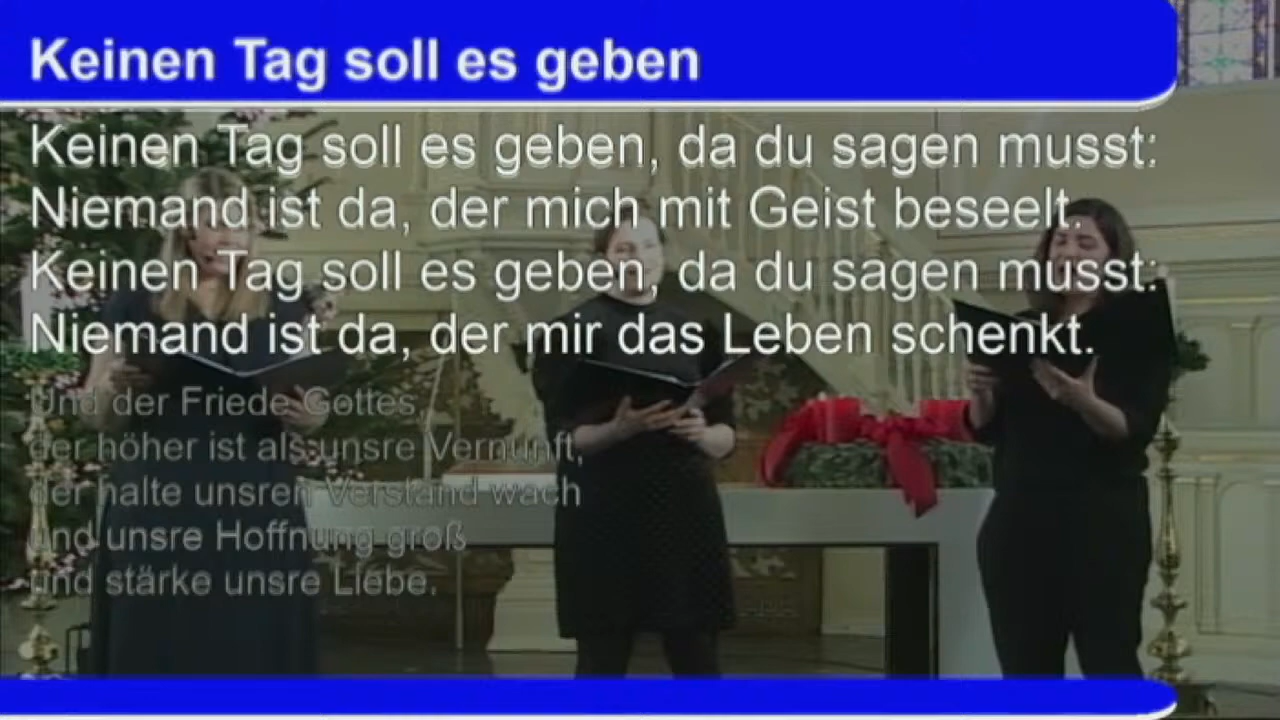 Keinen Tag soll es geben
Keinen Tag soll es geben, da du sagen musst:
Niemand ist da, der mich mit Geist beseelt.
Keinen Tag soll es geben, da du sagen musst:
Niemand ist da, der mir das Leben schenkt.
Und der Friede Gottes,
der höher ist als unsre Vernunft,
der halte unsren Verstand wach
und unsre Hoffnung groß
und stärke unsre Liebe.